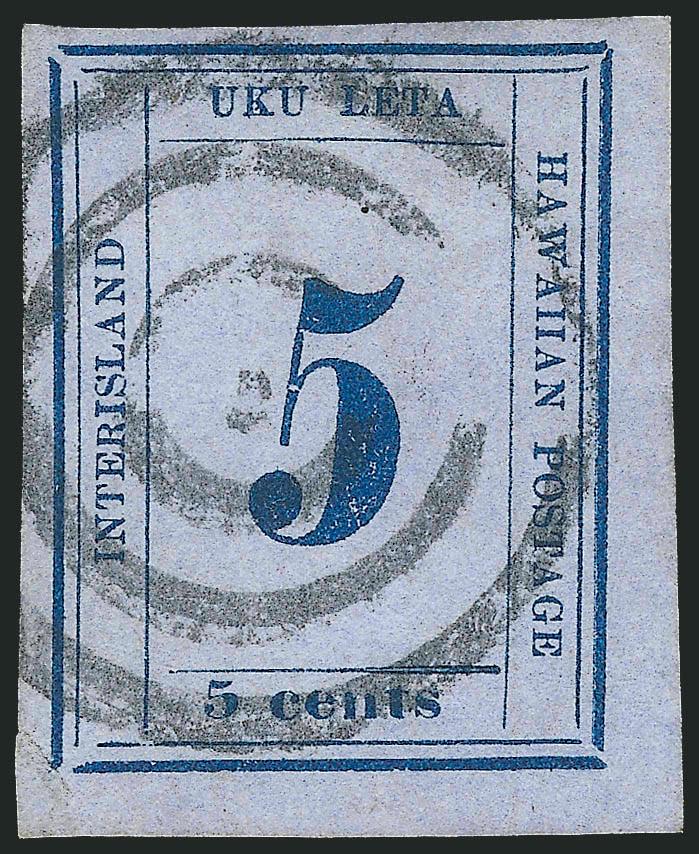 UKU LETA
INTERISLAND
HAWAIIAN POSTAGE
5
5 cents